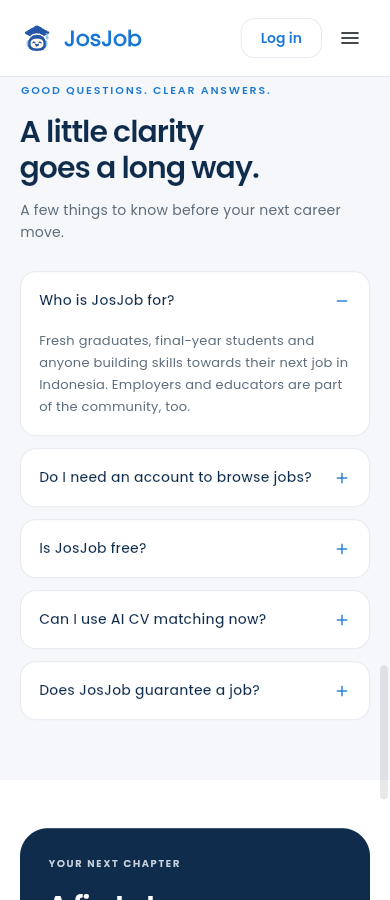 JosJob
Log in
GOOD QUESTIONS. CLEAR ANSWERS.
A little clarity
goes a long way.
A few things to know before your next career
move.
Who is JosJob for?
Fresh graduates, final-year students and
anyone building skills towards their next job in
Indonesia. Employers and educators are part
of the community, too.
Do I need an account to browse jobs?
Is JosJob free?
Can I use AI CV matching now?
Does JosJob guarantee a job?
YOUR NEXT CHAPTER